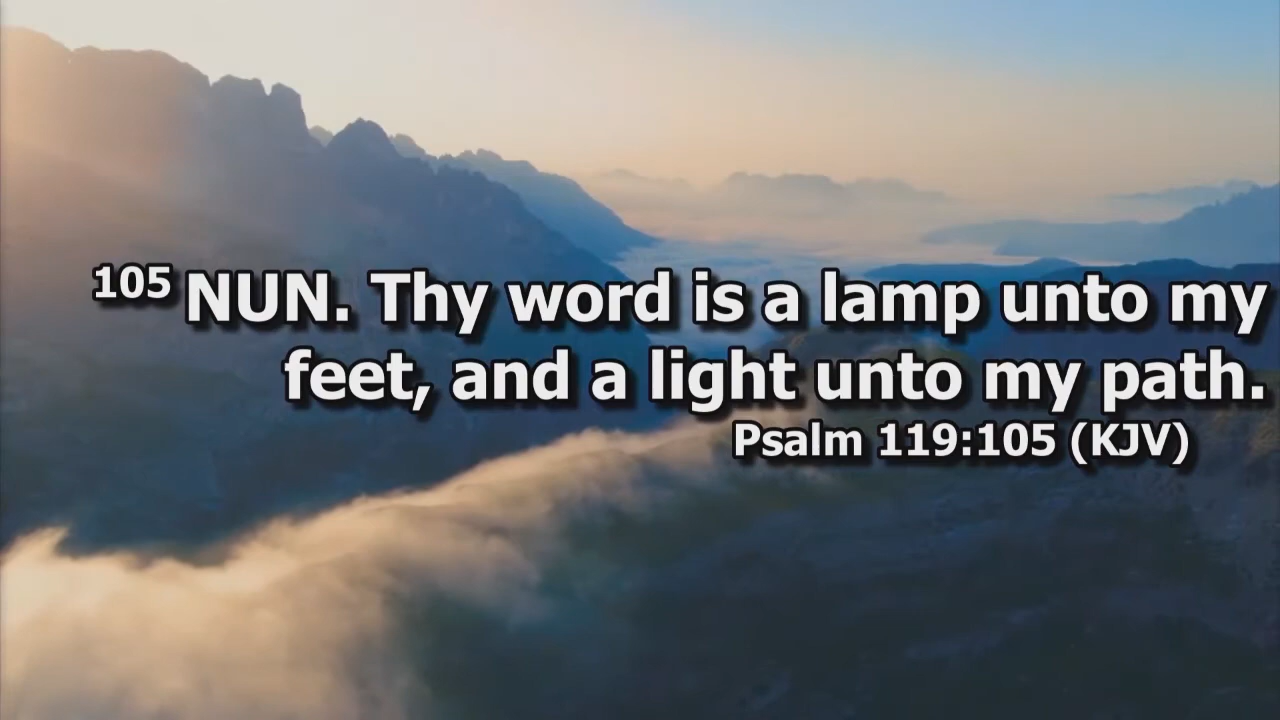 105 NUN. Thy word is a lamp unto my
feet, and a light unto my path.
Psalm 119:105 (KJV)